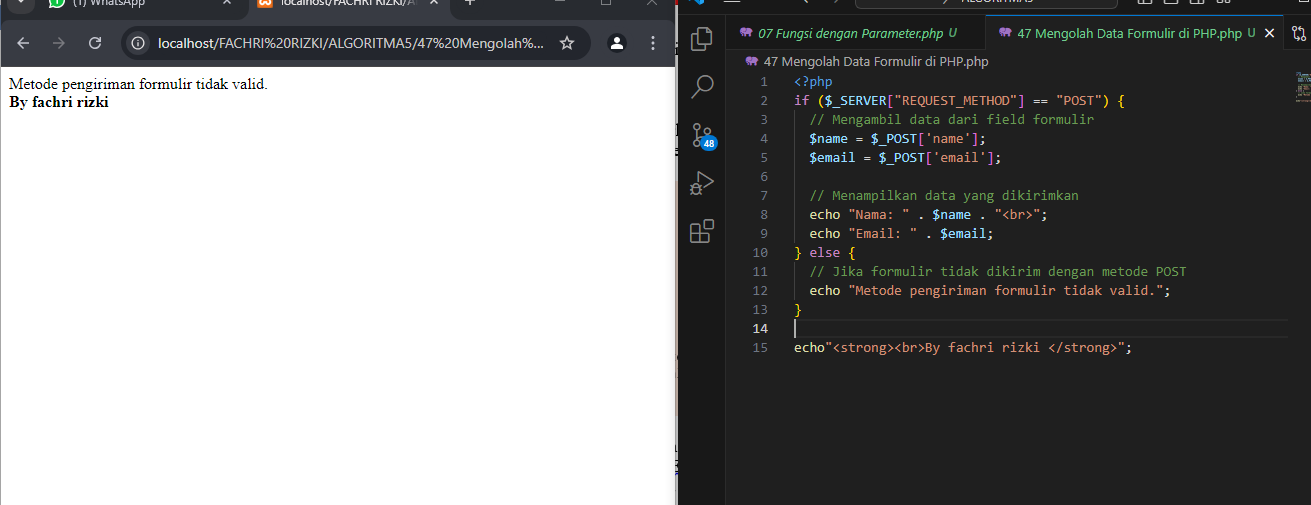 (1) WhatsApp
localhost/FACHRI RIZKI/AL
localhost/FACHRI%20RIZKI/ALGORITMA5/47%20Mengolah%...
Metode pengiriman formulir tidak valid.
By fachri rizki
ALGORITMA5
48
07 Fungsi dengan Parameter.php U
47 Mengolah Data Formulir di PHP.php U
47 Mengolah Data Formulir di PHP.php
1 <?php
2 if ($_SERVER["REQUEST_METHOD"] == "POST") {
3 // Mengambil data dari field formulir
4 $name = $_POST['name'];
5 $email = $_POST['email'];
6
7 // Menampilkan data yang dikirimkan
8 echo "Nama: " . $name . "<br>";
9 echo "Email: " . $email;
10 } else {
11 // Jika formulir tidak dikirim dengan metode POST
12 echo "Metode pengiriman formulir tidak valid.";
13 }
14
15 echo"<strong><br>By fachri rizki </strong>";